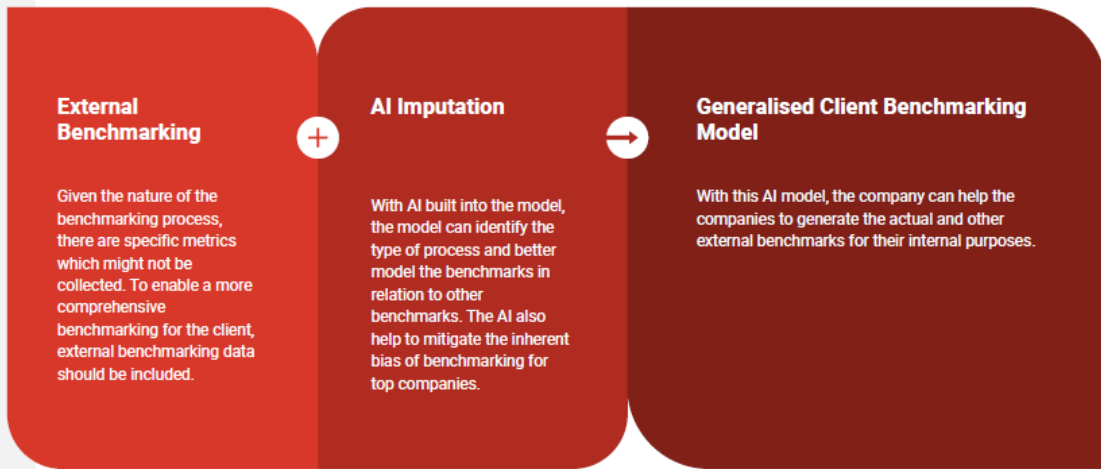 External
Benchmarking
Given the nature of the
benchmarking process,
there are specific metrics
which might not be
collected. To enable a more
comprehensive
benchmarking for the client,
external benchmarking data
should be included.
AI Imputation
With AI built into the model,
the model can identify the
type of process and better
model the benchmarks in
relation to other
benchmarks. The AI also
help to mitigate the inherent
bias of benchmarking for
top companies.
Generalised Client Benchmarking
Model
With this AI model, the company can help the
companies to generate the actual and other
external benchmarks for their internal purposes.